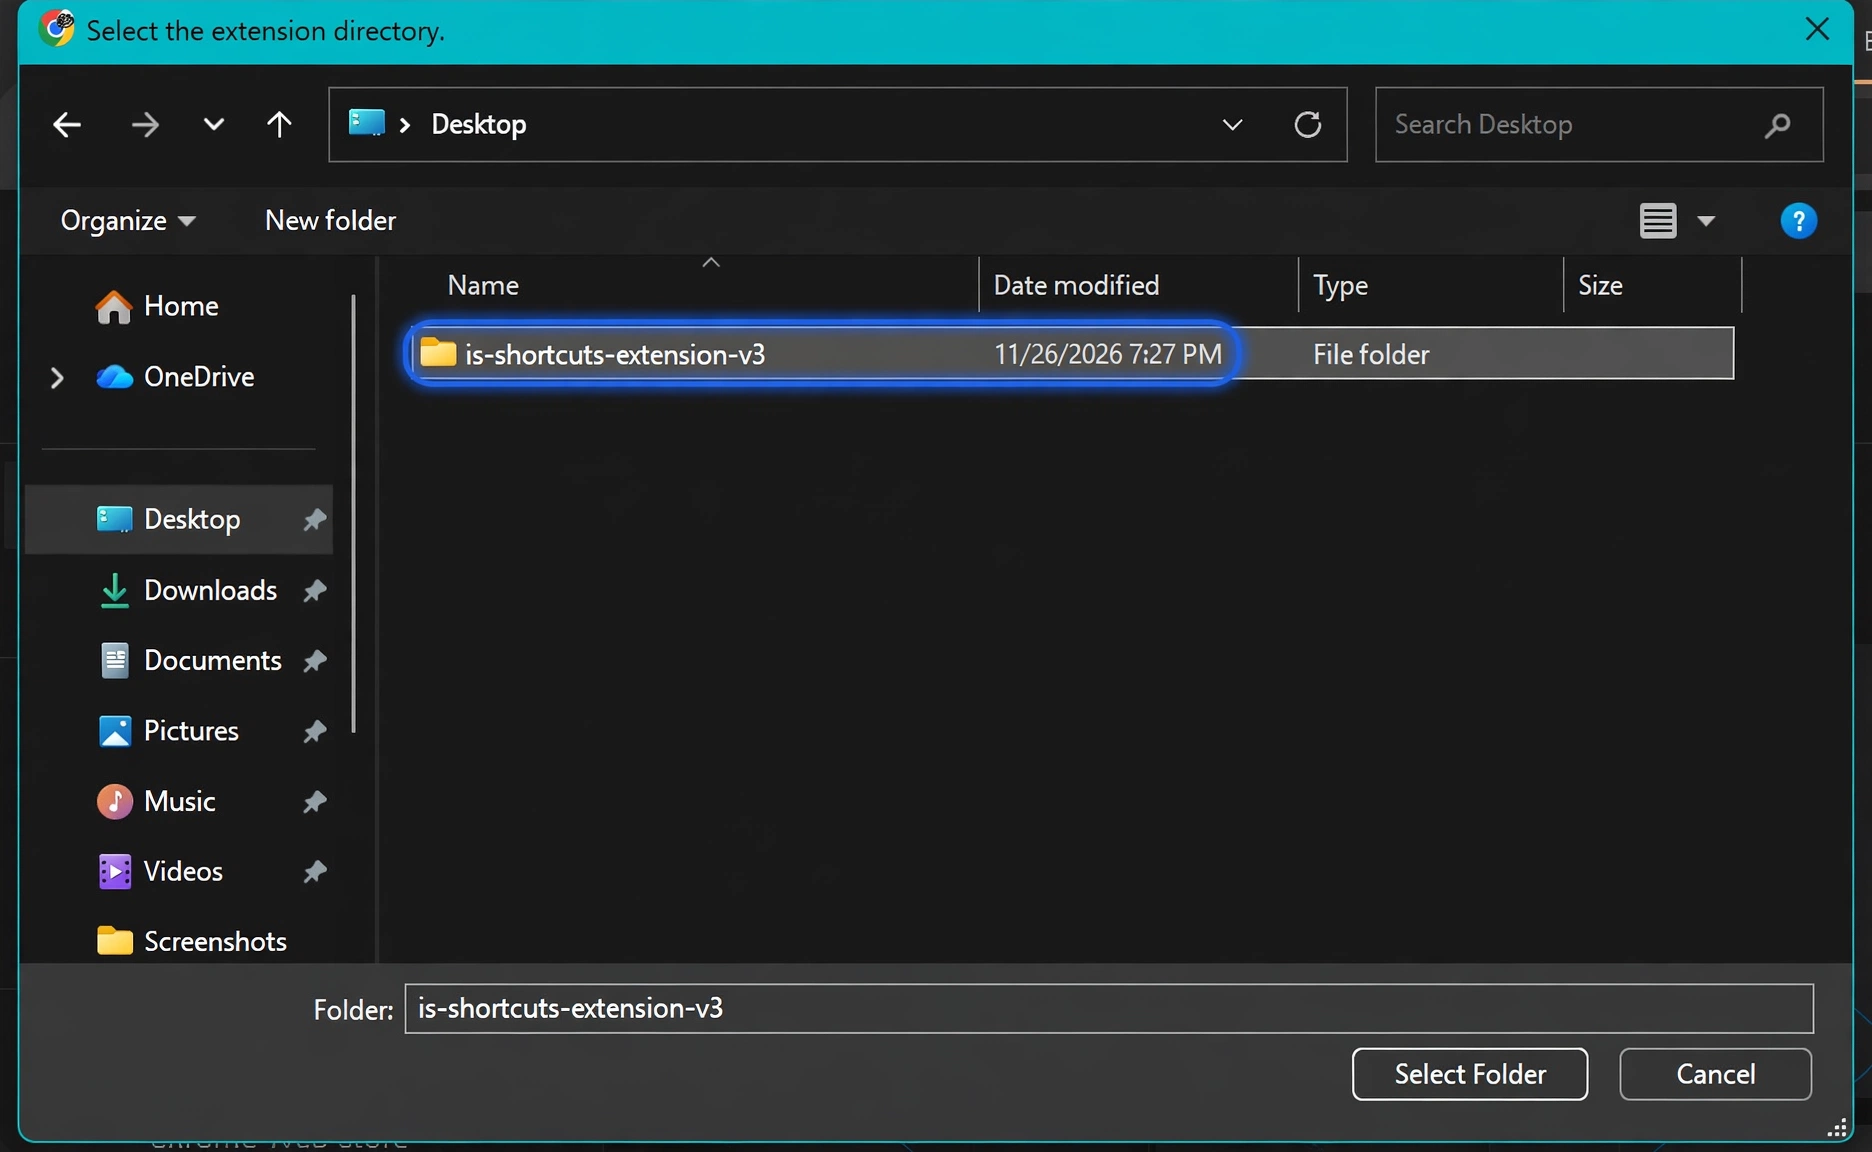 Select the extension directory.
Desktop
Search Desktop
Organize
New folder
?
Name
Date modified
Type
Size
is-shortcuts-extension-v3
11/26/2026 7:27 PM
File folder
Home
OneDrive
Desktop
Downloads
Documents
Pictures
Music
Videos
Screenshots
Folder:
is-shortcuts-extension-v3
Select Folder
Cancel